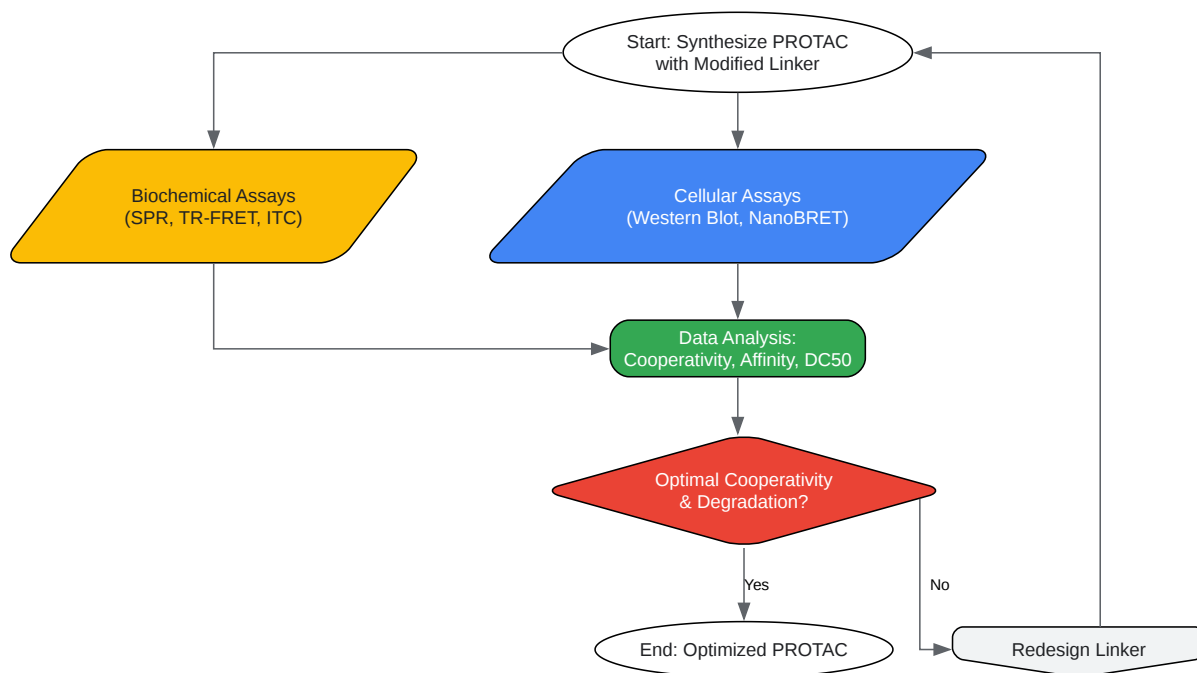 Start: Synthesize PROTAC
with Modified Linker
Biochemical Assays
(SPR, TR-FRET, ITC)
Cellular Assays
(Western Blot, NanoBRET)
Data Analysis:
Cooperativity, Affinity, DC50
Optimal Cooperativity
& Degradation?
Yes
No
End: Optimized PROTAC
Redesign Linker